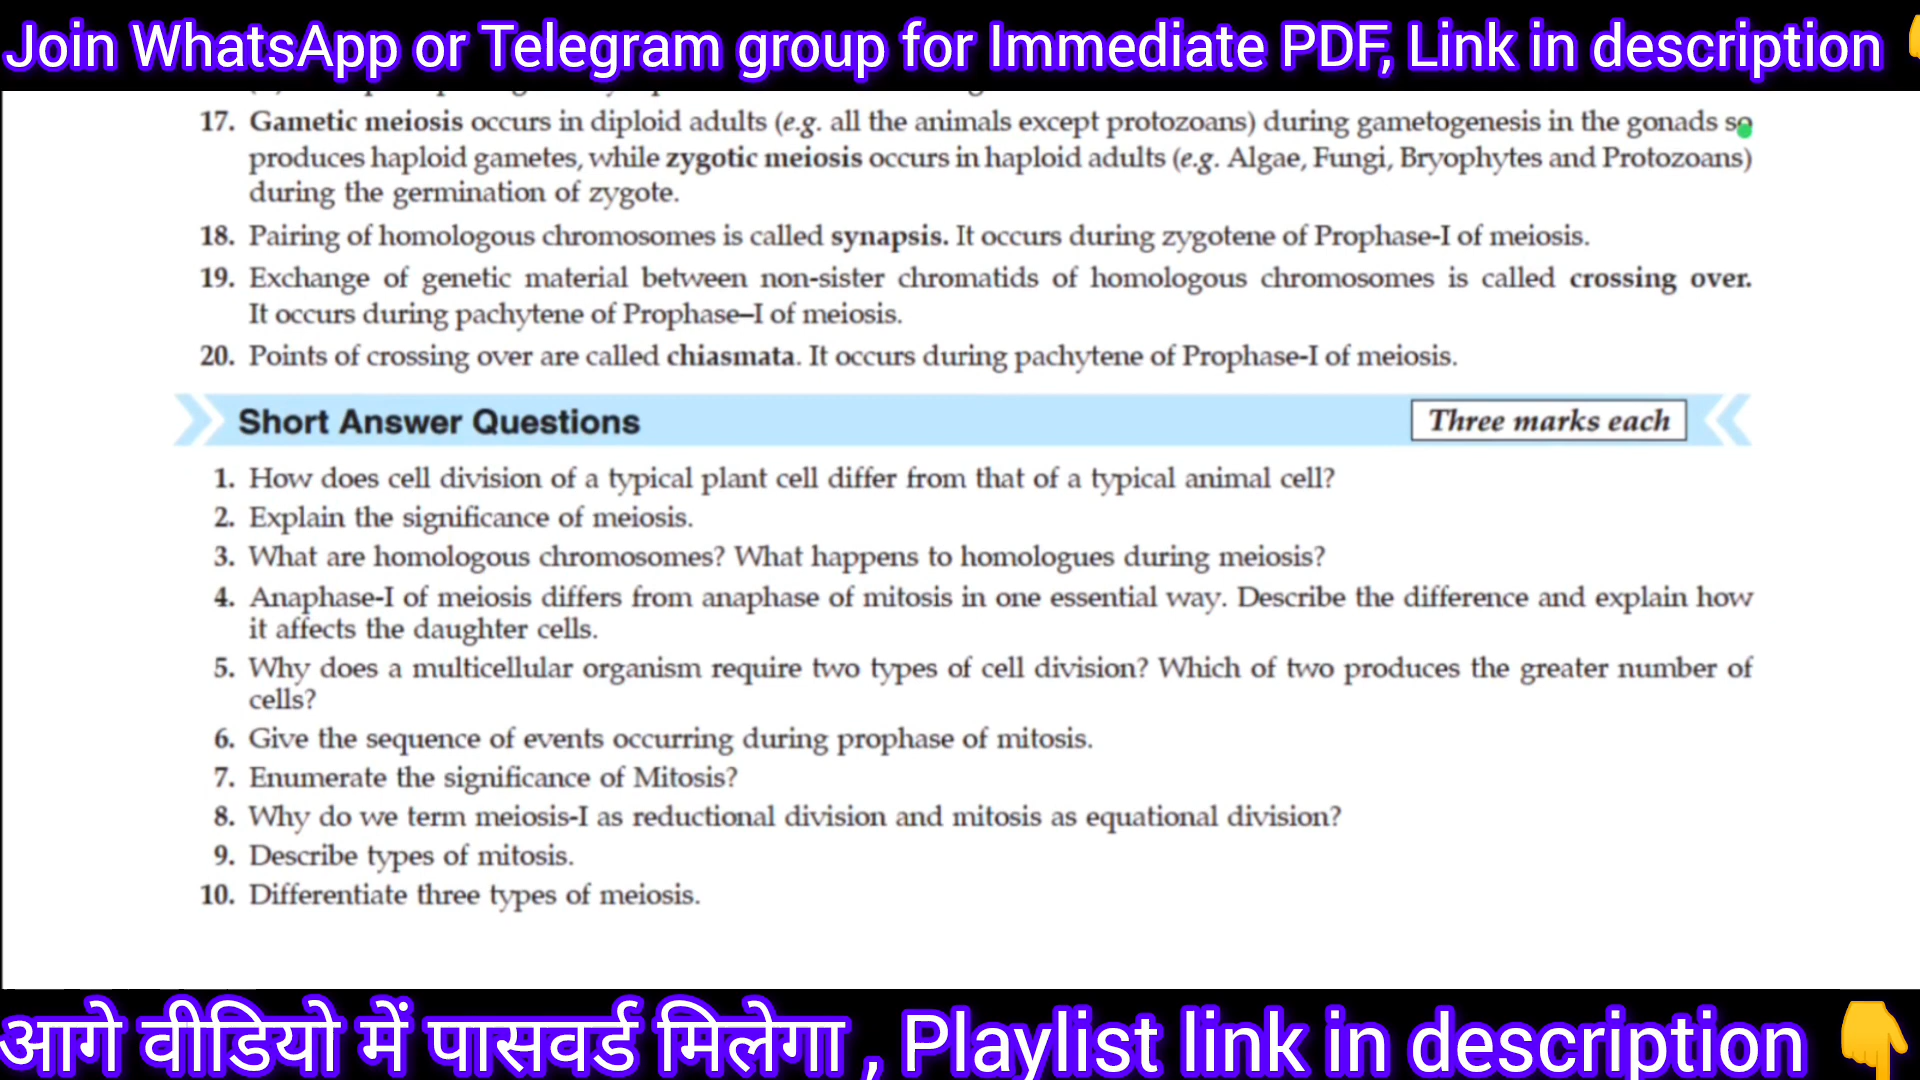 Join WhatsApp or Telegram group for Immediate PDF, Link in description 👇
17. Gametic meiosis occurs in diploid adults (e.g. all the animals except protozoans) during gametogenesis in the gonads so
produces haploid gametes, while zygotic meiosis occurs in haploid adults (e.g. Algae, Fungi, Bryophytes and Protozoans)
during the germination of zygote.
18. Pairing of homologous chromosomes is called synapsis. It occurs during zygotene of Prophase-I of meiosis.
19. Exchange of genetic material between non-sister chromatids of homologous chromosomes is called crossing over.
It occurs during pachytene of Prophase–I of meiosis.
20. Points of crossing over are called chiasmata. It occurs during pachytene of Prophase-I of meiosis.
Short Answer Questions Three marks each
1. How does cell division of a typical plant cell differ from that of a typical animal cell?
2. Explain the significance of meiosis.
3. What are homologous chromosomes? What happens to homologues during meiosis?
4. Anaphase-I of meiosis differs from anaphase of mitosis in one essential way. Describe the difference and explain how
it affects the daughter cells.
5. Why does a multicellular organism require two types of cell division? Which of two produces the greater number of
cells?
6. Give the sequence of events occurring during prophase of mitosis.
7. Enumerate the significance of Mitosis?
8. Why do we term meiosis-I as reductional division and mitosis as equational division?
9. Describe types of mitosis.
10. Differentiate three types of meiosis.
आगे वीडियो में पासवर्ड मिलेगा , Playlist link in description 👇